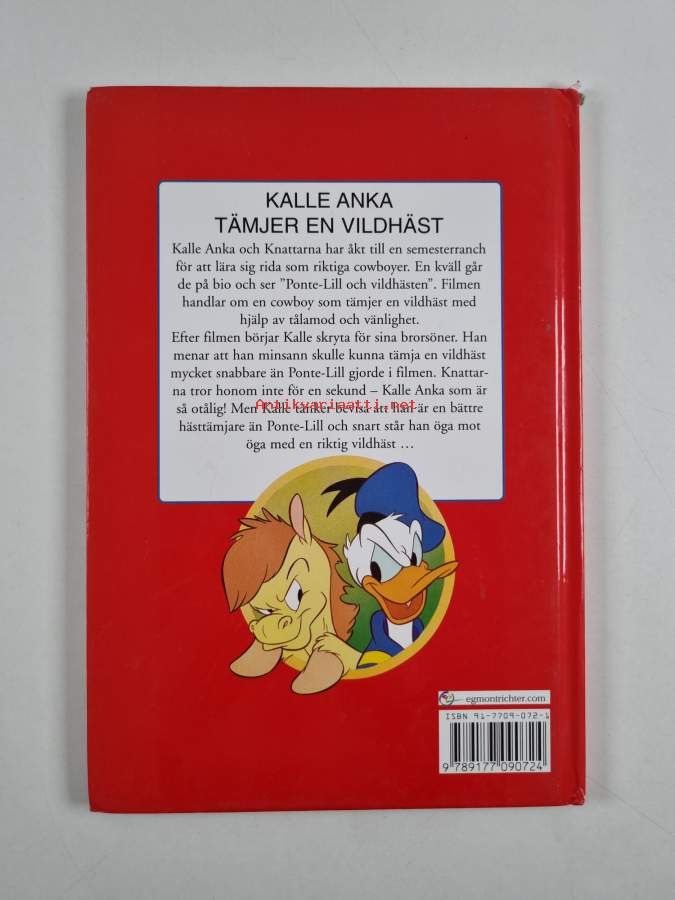 KALLE ANKA
TÄMJER EN VILDHÄST
Kalle Anka och Knattarna har åkt till en semesterranch
för att lära sig rida som riktiga cowboyer. En kväll går
de på bio och ser ”Ponte-Lill och vildhästen”. Filmen
handlar om en cowboy som tämjer en vildhäst med
hjälp av tålamod och vänlighet.
Efter filmen börjar Kalle skryta för sina brorsöner. Han
menar att han minsann skulle kunna tämja en vildhäst
mycket snabbare än Ponte-Lill gjorde i filmen. Knattar-
na tror honom inte för en sekund – Kalle Anka som är
så otålig! Men Kalle tänker bevisa att han är en bättre
Antikvariaatti.net
hästtämjare än Ponte-Lill och snart står han öga mot
öga med en riktig vildhäst …
egmontrichter.com
ISBN 91-7709-072-1
9 789177 090724